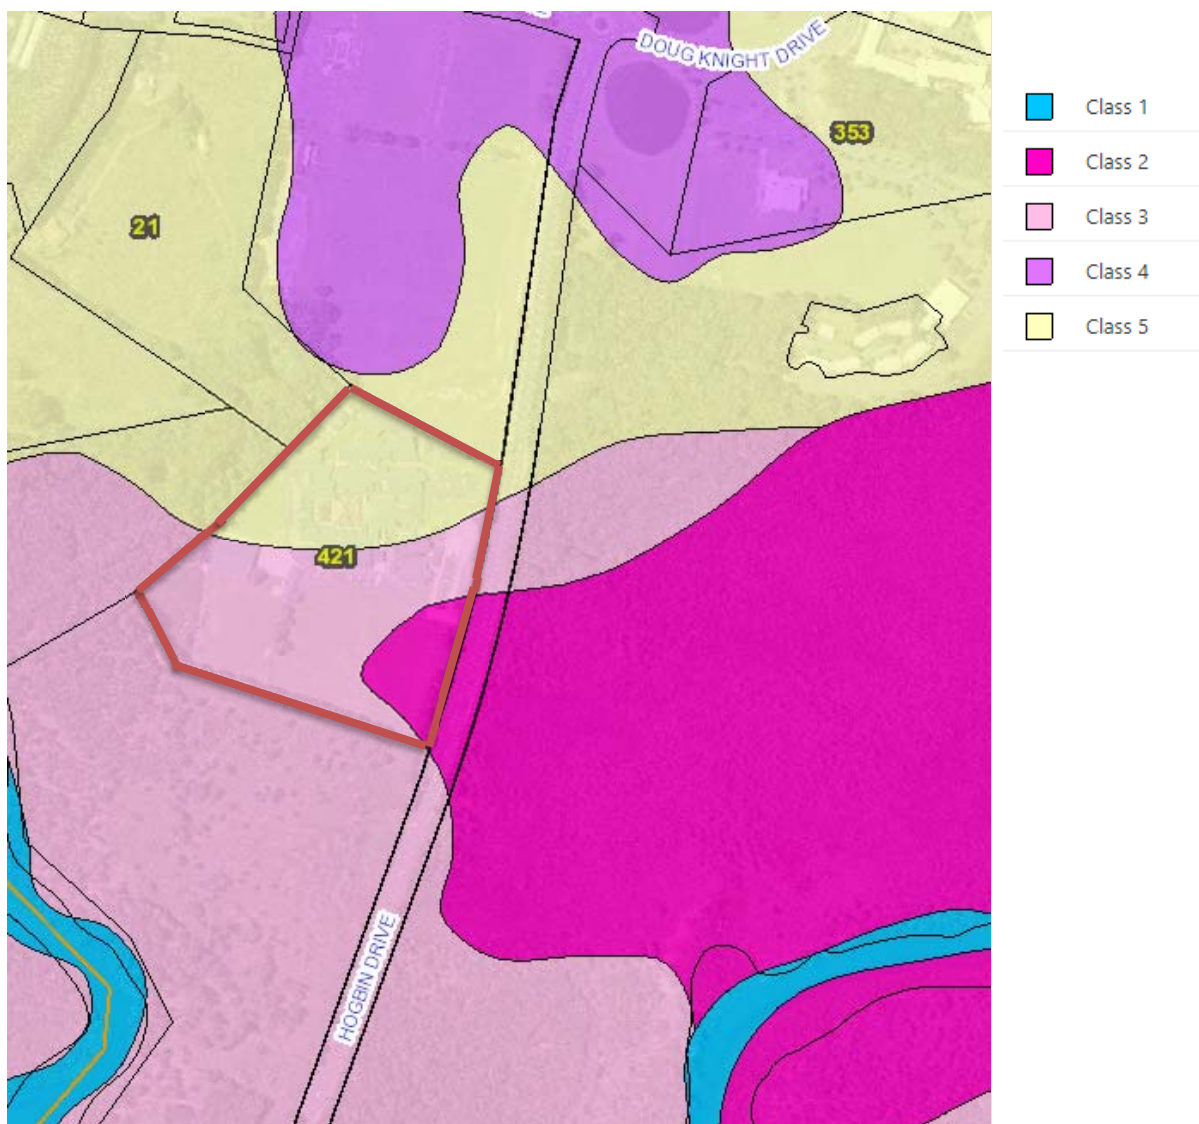 DOUG KNIGHT DRIVE
353
21
421
HOGBIN DRIVE
Class 1
Class 2
Class 3
Class 4
Class 5